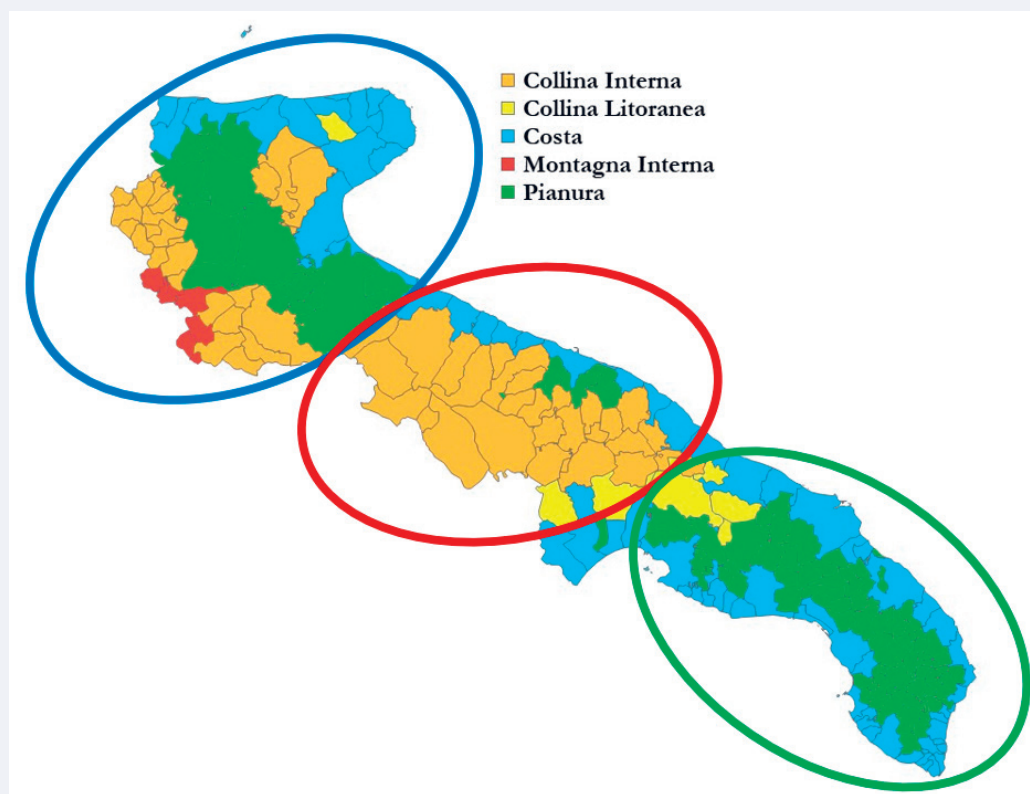 Collina Interna
Collina Litoranea
Costa
Montagna Interna
Pianura